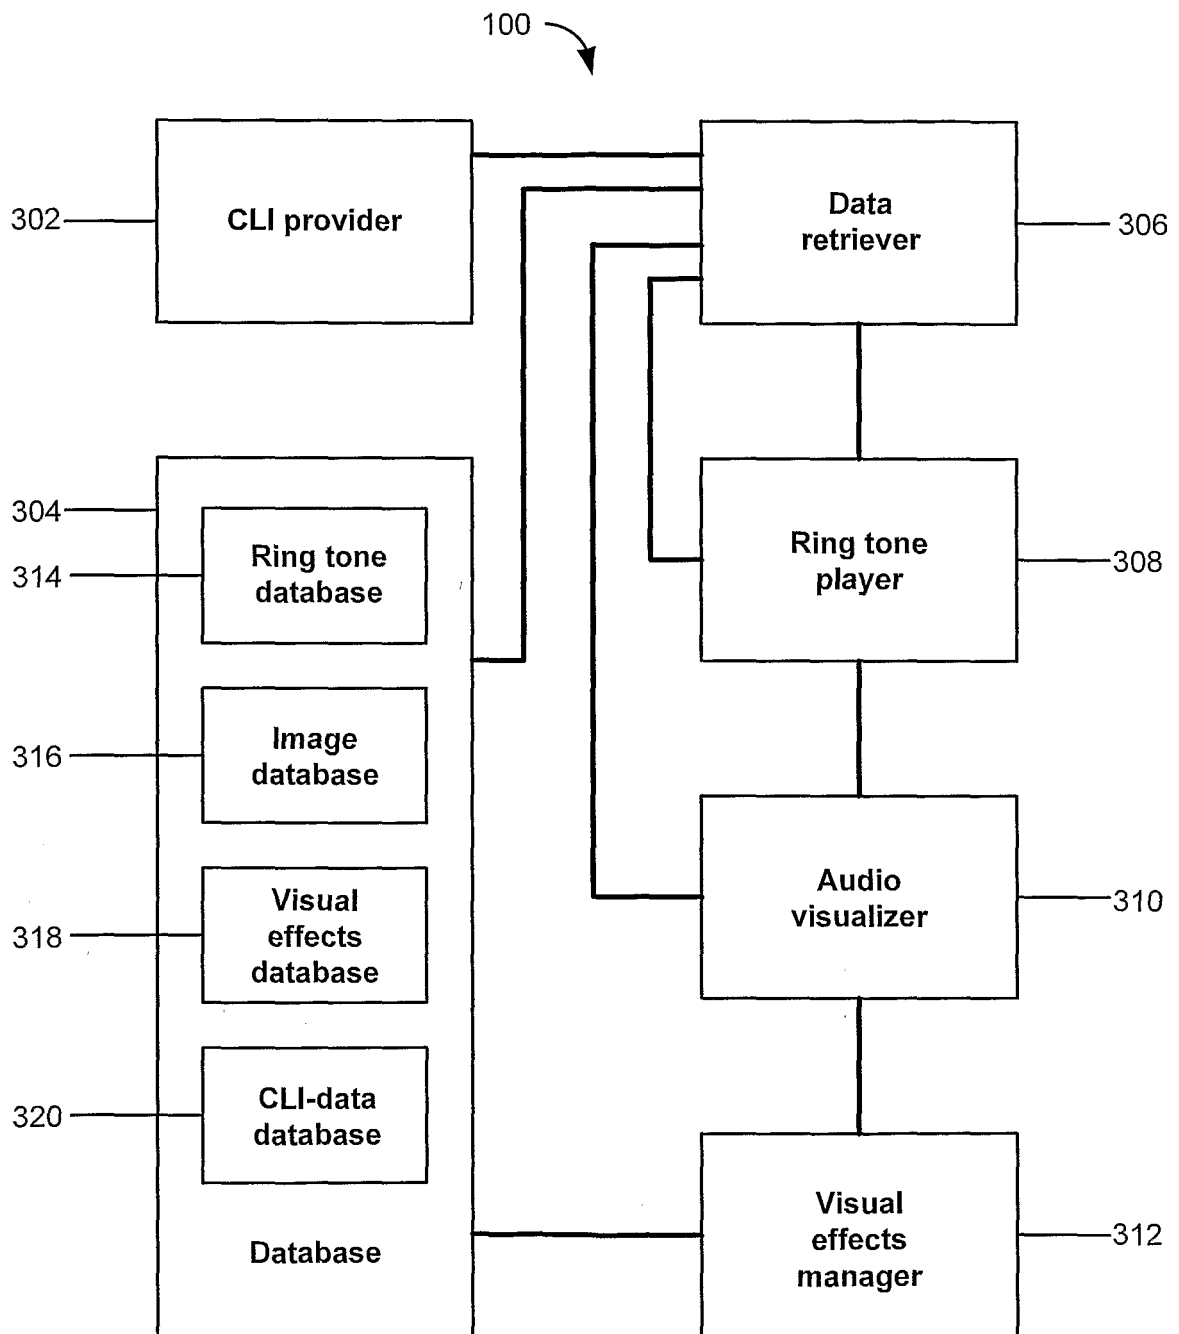 100
CLI provider
302
Data
retriever
306
304
Ring tone
database
314
Ring tone
player
308
Image
database
316
Visual
effects
database
318
Audio
visualizer
310
CLI-data
database
320
Database
Visual
effects
manager
312